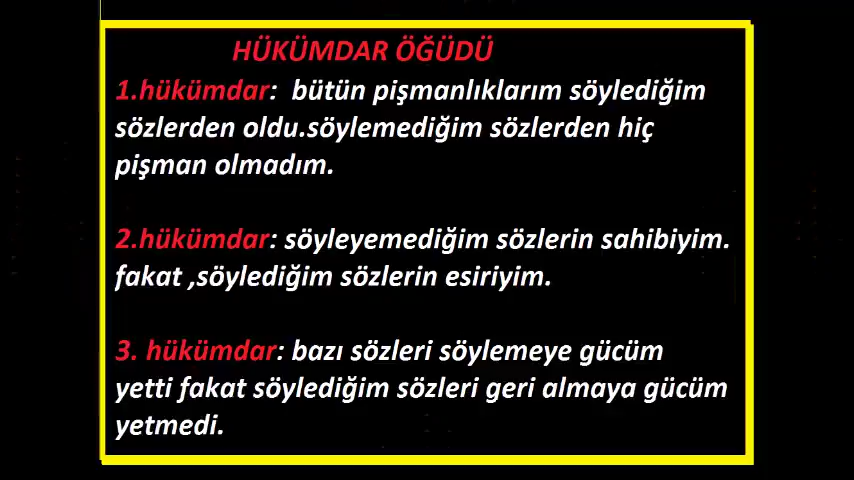 HÜKÜMDAR ÖĞÜDÜ
1.hükümdar:  bütün pişmanlıklarım söylediğim
sözlerden oldu.söylemediğim sözlerden hiç
pişman olmadım.
2.hükümdar: söyleyemediğim sözlerin sahibiyim.
fakat ,söylediğim sözlerin esiriyim.
3. hükümdar: bazı sözleri söylemeye gücüm
yetti fakat söylediğim sözleri geri almaya gücüm
yetmedi.